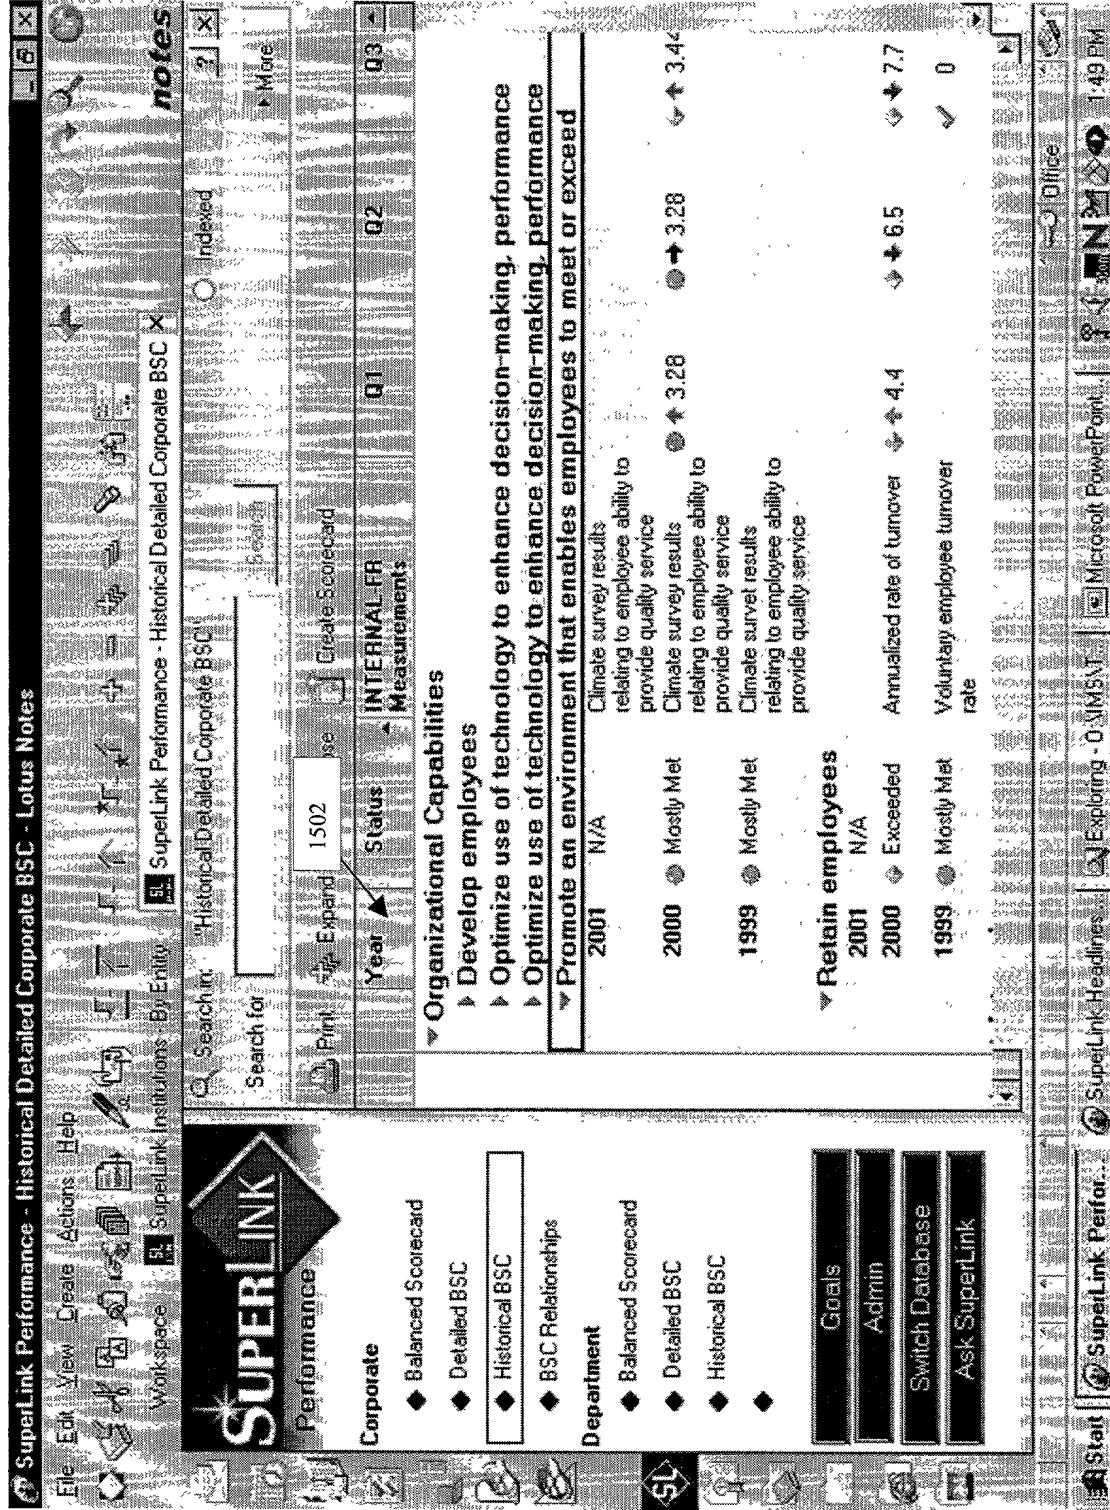 SuperLink Performance - Historical Detailed Corporate BSC - Lotus Notes
File Edit View Create Actions Help
notes
Workspace
SL SuperLink Institutions - By Entity
SL SuperLink Performance - Historical Detailed Corporate BSC X
SUPERLINK
Performance
Corporate
Balanced Scorecard
Detailed BSC
Historical BSC
BSC Relationships
Department
Balanced Scorecard
Detailed BSC
Historical BSC
Goals
Admin
Switch Database
Ask SuperLink
SL
Search in: "Historical Detailed Corporate BSC"
Indexed
? X
Search for
Search
More
Print Expand
1502
Create Scorecard
Year Status INTERNAL.FR Measurements Q1 Q2 Q3
Organizational Capabilities
Develop employees
Optimize use of technology to enhance decision-making, performance
Optimize use of technology to enhance decision-making, performance
Promote an environment that enables employees to meet or exceed
2001 N/A Climate survey results
relating to employee ability to
provide quality service
2000 Mostly Met Climate survey results 3.28 3.28 3.44
relating to employee ability to
provide quality service
1999 Mostly Met Climate survet results
relating to employee ability to
provide quality service
Retain employees
2001 N/A
2000 Exceeded Annualized rate of turnover 4.4 6.5 7.7
1999 Mostly Met Voluntary employee turnover 0
rate
Office
Start SuperLink Perfor... SuperLink Headlines... Microsoft PowerPoint... 1:49 PM